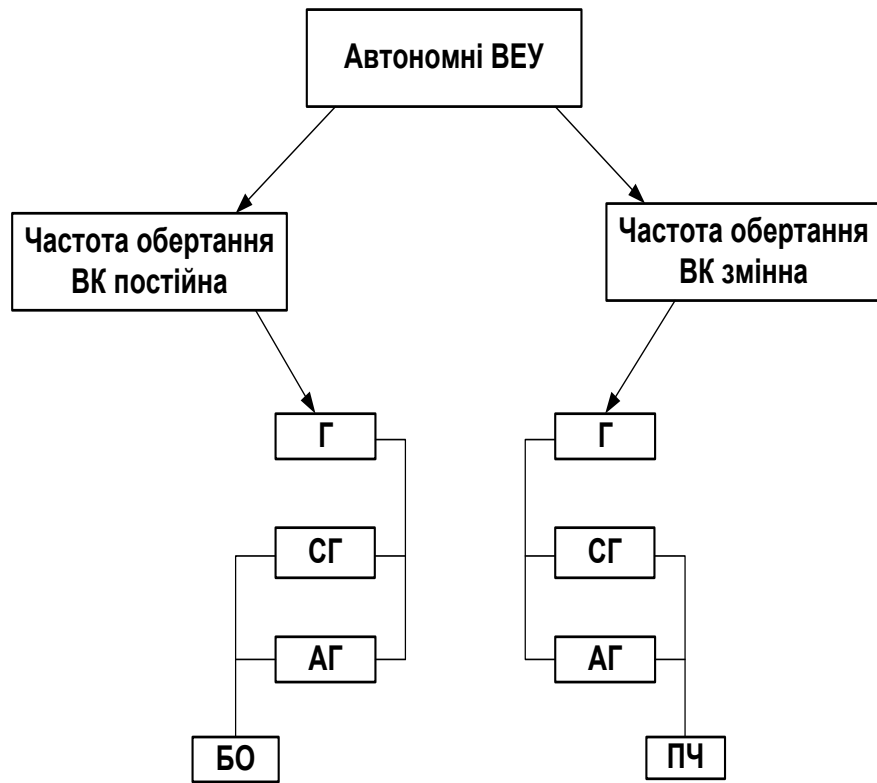 Автономні ВЕУ
Частота обертання
ВК постійна
Частота обертання
ВК змінна
Г
Г
СГ
СГ
АГ
АГ
БО
ПЧ